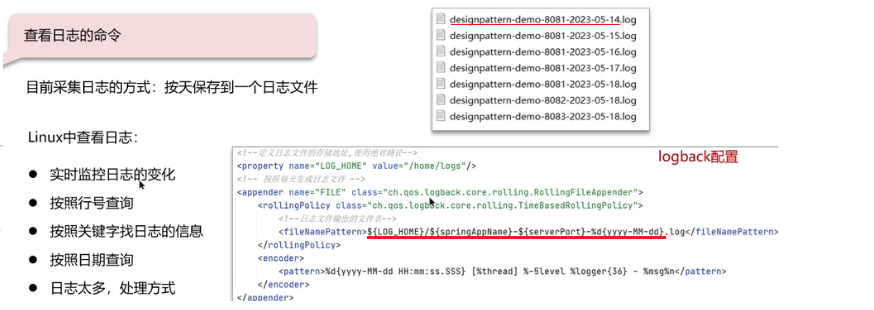 查看日志的命令
目前采集日志的方式：按天保存到一个日志文件
Linux中查看日志：
● 实时监控日志的变化
● 按照行号查询
● 按照关键字找日志的信息
● 按照日期查询
● 日志太多，处理方式
designpattern-demo-8081-2023-05-14.log
designpattern-demo-8081-2023-05-15.log
designpattern-demo-8081-2023-05-16.log
designpattern-demo-8081-2023-05-17.log
designpattern-demo-8081-2023-05-18.log
designpattern-demo-8082-2023-05-18.log
designpattern-demo-8083-2023-05-18.log
logback配置
<!--定义日志文件的存储地址,使用绝对路径-->
<property name="LOG_HOME" value="/home/logs"/>
<!-- 按照每天生成日志文件 -->
<appender name="FILE" class="ch.qos.logback.core.rolling.RollingFileAppender">
<rollingPolicy class="ch.qos.logback.core.rolling.TimeBasedRollingPolicy">
<!--日志文件输出的文件名-->
<fileNamePattern>${LOG_HOME}/${springAppName}-${serverPort}-%d{yyyy-MM-dd}.log</fileNamePattern>
</rollingPolicy>
<encoder>
<pattern>%d{yyyy-MM-dd HH:mm:ss.SSS} [%thread] %-5level %logger{36} - %msg%n</pattern>
</encoder>
</appender>